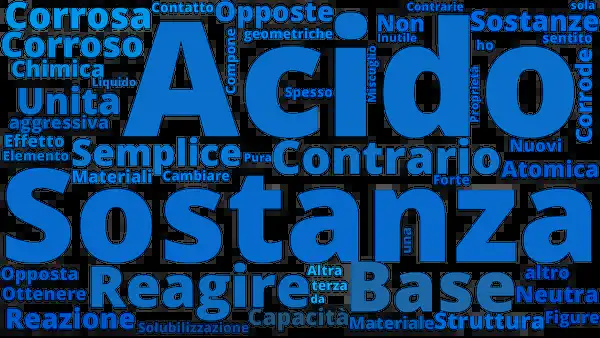 Corrosa
Contatto
Opposte
Contrarie
sola
Non
Sostanze
Corroso
Compone
geometriche
Inutile
ho
sentito
Acido
Chimica
Liquido
Spesso
Miscuglio
Proprietà
Corrode
Unita
aggressiva
Effetto
Elemento
Semplice
Pura
Contrario
Nuovi
Atomica
Materiali
Cambiare
Forte
Sostanza
una
Opposta
Reagire
Altra
terza
da
Base
altro
Ottenere
Neutra
Reazione
Solubilizzazione
Capacità
Materiale
Struttura
Figure